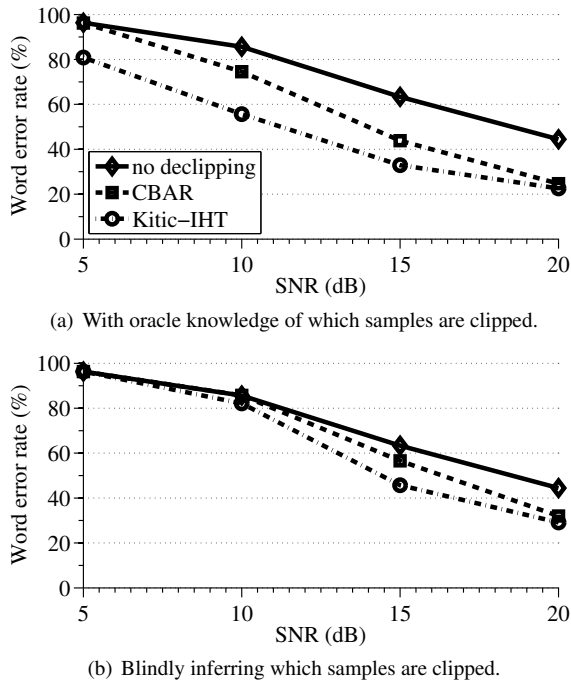 100
80
60
40
20
0
Word error rate (%)
no declipping
CBAR
Kitic−IHT
5 10 15 20
SNR (dB)
(a) With oracle knowledge of which samples are clipped.
100
80
60
40
20
0
Word error rate (%)
5 10 15 20
SNR (dB)
(b) Blindly inferring which samples are clipped.